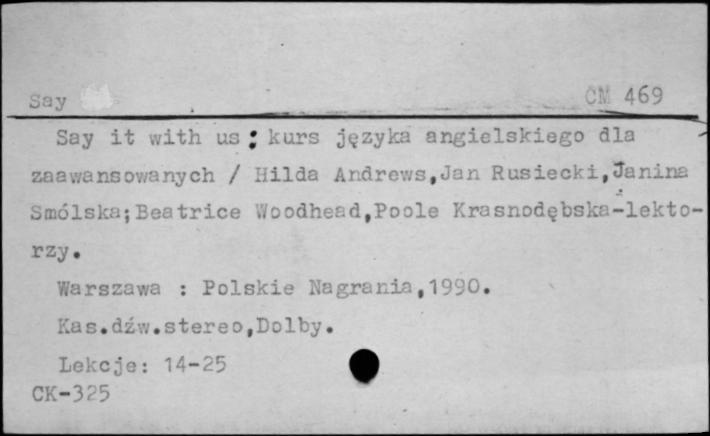 Say
CM 469
Say it with us : kurs języka angielskiego dla
zaawansowanych / Hilda Andrews,Jan Rusiecki,Janina
Smólska;Beatrice Woodhead,Poole Krasnodębska-lekto-
rzy.
Warszawa : Polskie Nagrania,1990.
Kas.dźw.stereo,Dolby.
Lekcje: 14-25
CK-325